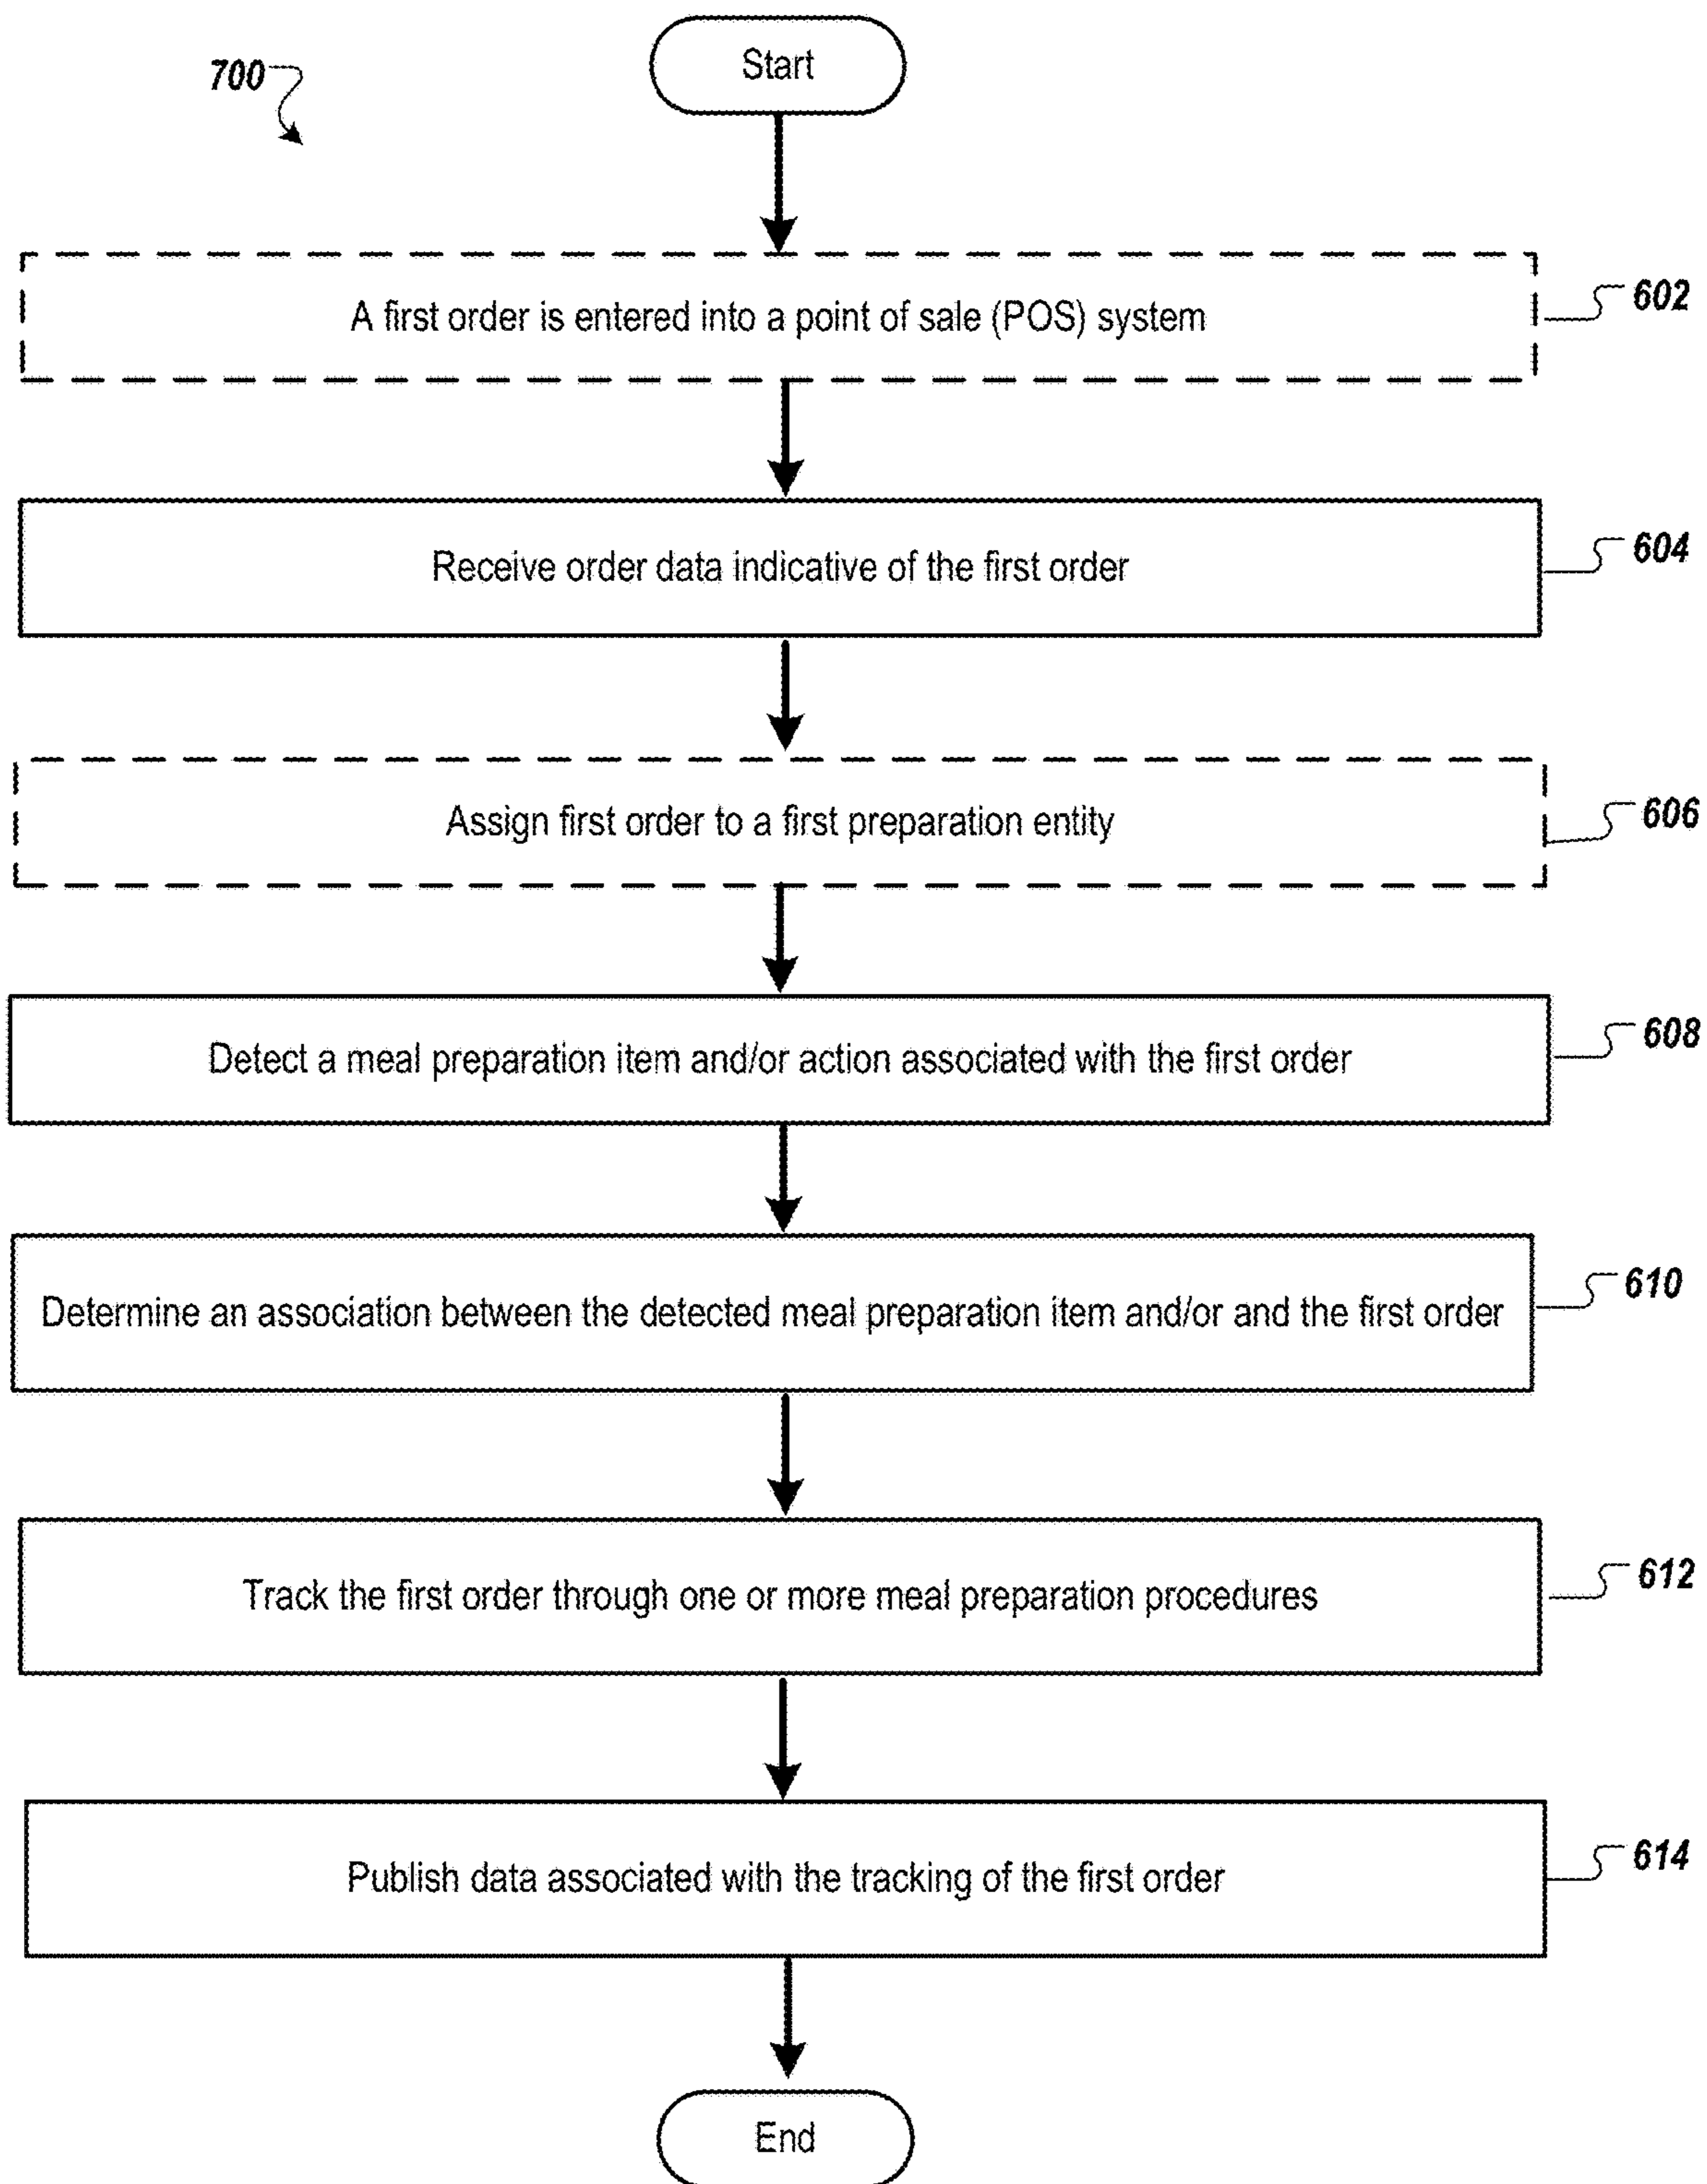 Start
700
A first order is entered into a point of sale (POS) system
602
Receive order data indicative of the first order
604
Assign first order to a first preparation entity
606
Detect a meal preparation item and/or action associated with the first order
608
Determine an association between the detected meal preparation item and/or and the first order
610
Track the first order through one or more meal preparation procedures
612
Publish data associated with the tracking of the first order
614
End